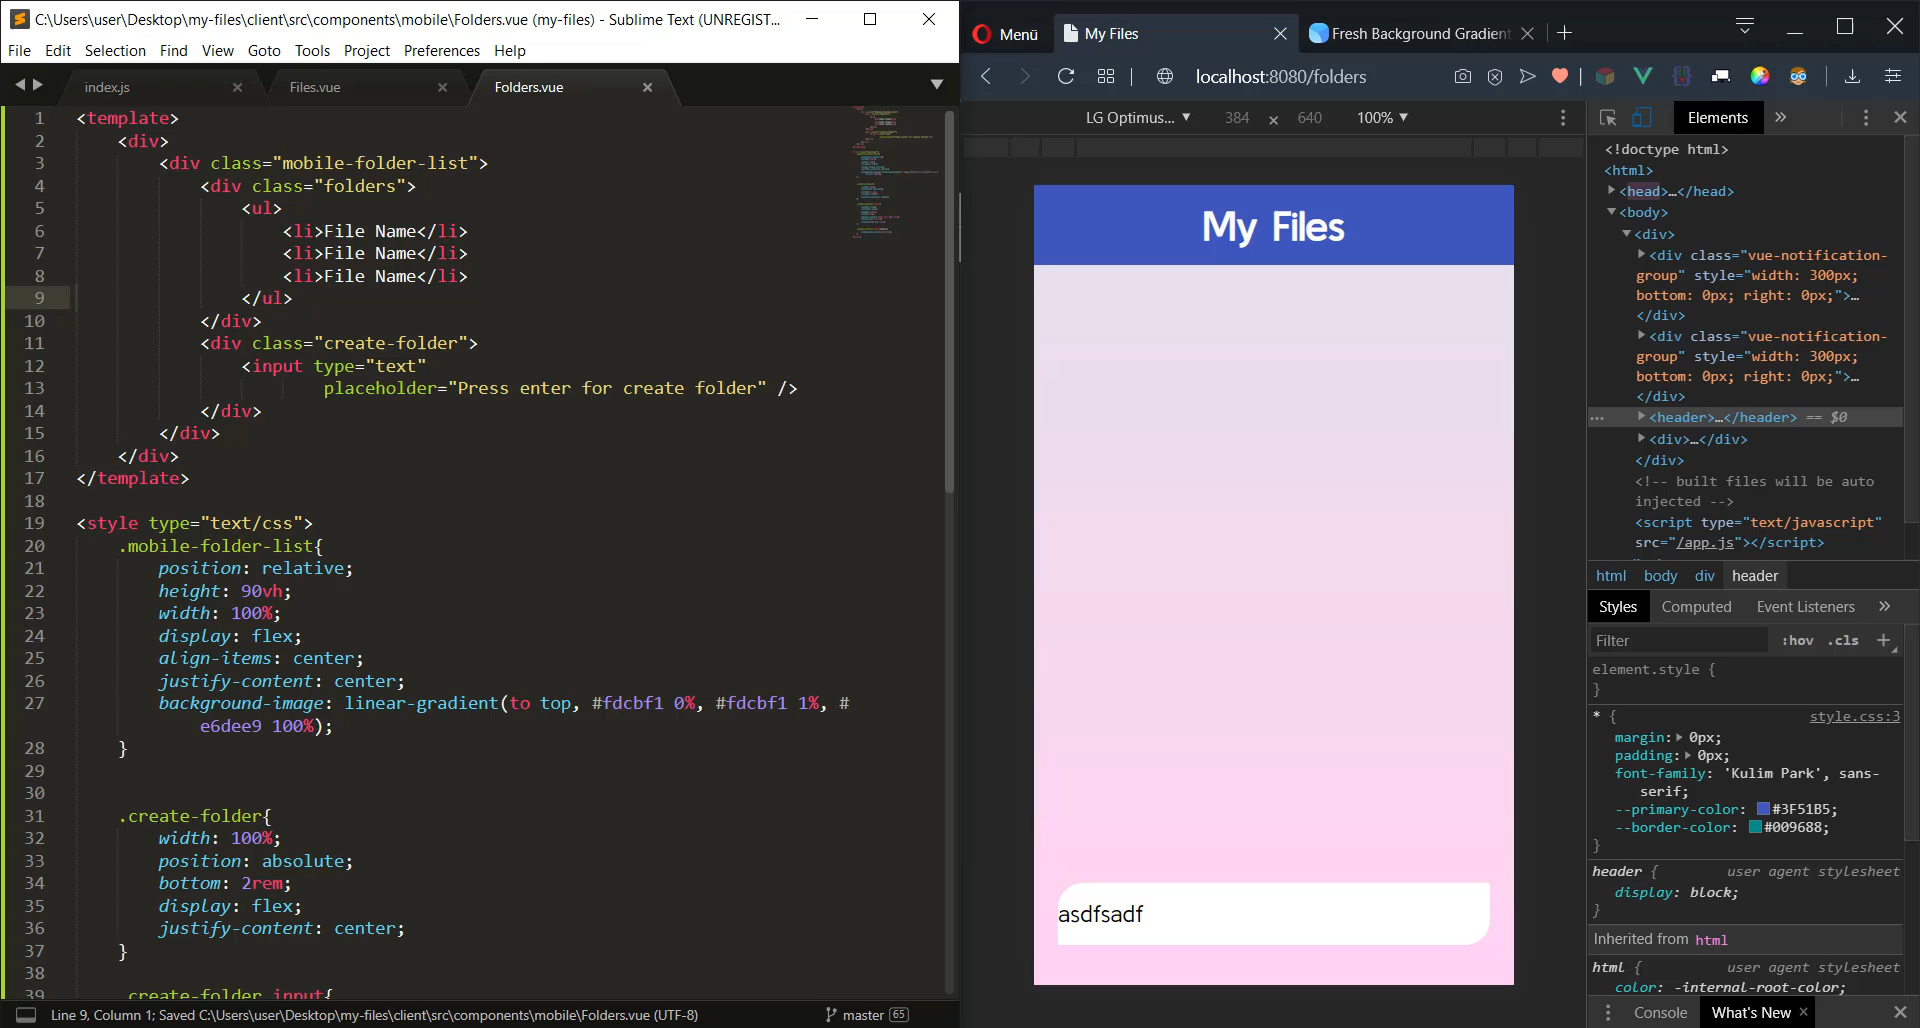 C:\Users\user\Desktop\my-files\client\src\components\mobile\Folders.vue (my-files) - Sublime Text (UNREGIST...
File Edit Selection Find View Goto Tools Project Preferences Help
index.js
Files.vue
Folders.vue
1 <template>
2 <div>
3 <div class="mobile-folder-list">
4 <div class="folders">
5 <ul>
6 <li>File Name</li>
7 <li>File Name</li>
8 <li>File Name</li>
9 </ul>
10 </div>
11 <div class="create-folder">
12 <input type="text"
13 placeholder="Press enter for create folder" />
14 </div>
15 </div>
16 </div>
17 </template>
18
19 <style type="text/css">
20 .mobile-folder-list{
21 position: relative;
22 height: 90vh;
23 width: 100%;
24 display: flex;
25 align-items: center;
26 justify-content: center;
27 background-image: linear-gradient(to top, #fdcbf1 0%, #fdcbf1 1%, #
e6dee9 100%);
28 }
29
30
31 .create-folder{
32 width: 100%;
33 position: absolute;
34 bottom: 2rem;
35 display: flex;
36 justify-content: center;
37 }
38
39 .create-folder input{
Line 9, Column 1; Saved C:\Users\user\Desktop\my-files\client\src\components\mobile\Folders.vue (UTF-8)
master 65
Menü
My Files
Fresh Background Gradient
localhost:8080/folders
LG Optimus... ▼ 384 × 640 100% ▼
My Files
asdfsadf
Elements
<!doctype html>
<html>
<head>…</head>
<body>
<div>
<div class="vue-notification-
group" style="width: 300px;
bottom: 0px; right: 0px;">…
</div>
<div class="vue-notification-
group" style="width: 300px;
bottom: 0px; right: 0px;">…
</div>
<header>…</header> == $0
<div>…</div>
</div>
<!-- built files will be auto
injected -->
<script type="text/javascript"
src="/app.js"></script>
html body div header
Styles Computed Event Listeners »
Filter :hov .cls +
element.style {
}
* { style.css:3
margin: 0px;
padding: 0px;
font-family: 'Kulim Park', sans-
serif;
--primary-color: #3F51B5;
--border-color: #009688;
}
header { user agent stylesheet
display: block;
}
Inherited from html
html { user agent stylesheet
color: -internal-root-color;
Console What's New ×